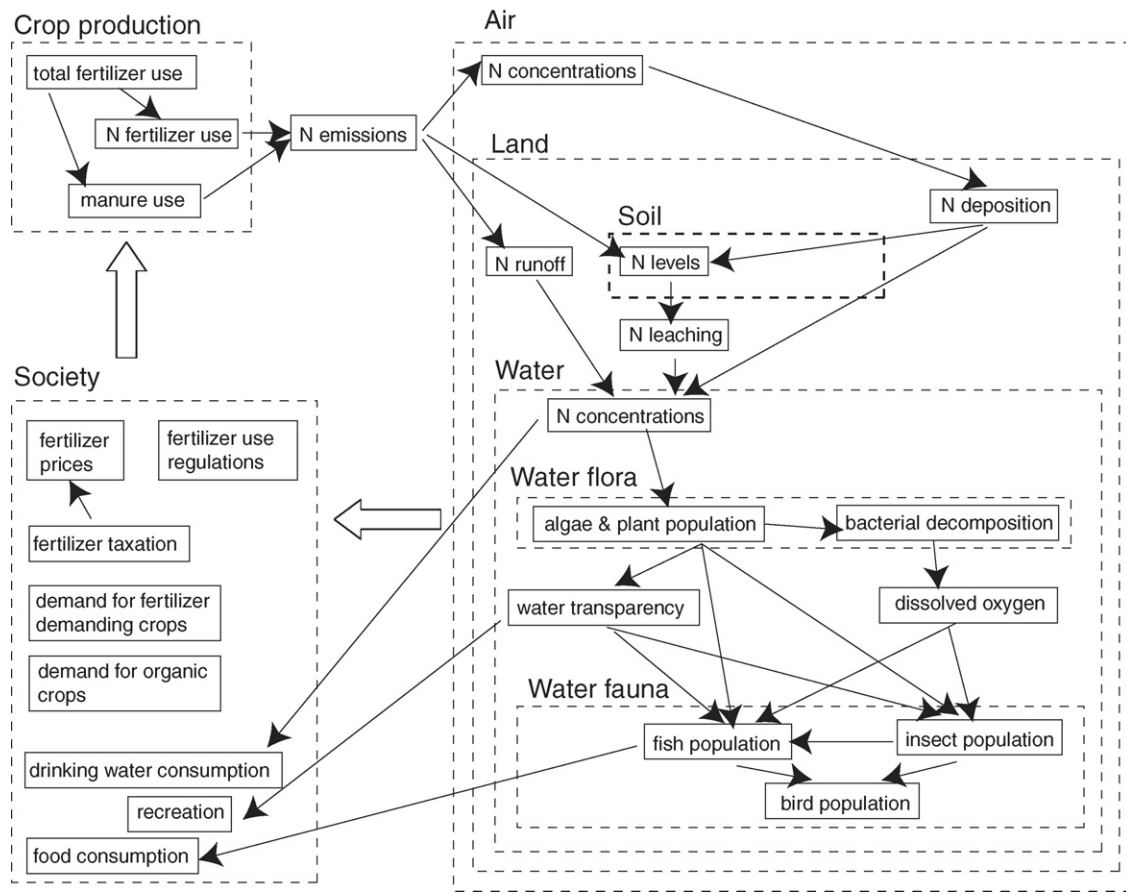 Crop production
Air
total fertilizer use
N concentrations
N fertilizer use
N emissions
Land
manure use
N deposition
Soil
N runoff
N levels
N leaching
Society
Water
N concentrations
fertilizer
prices
fertilizer use
regulations
Water flora
algae & plant population
bacterial decomposition
fertilizer taxation
demand for fertilizer
demanding crops
water transparency
dissolved oxygen
demand for organic
crops
Water fauna
fish population
insect population
drinking water consumption
recreation
bird population
food consumption